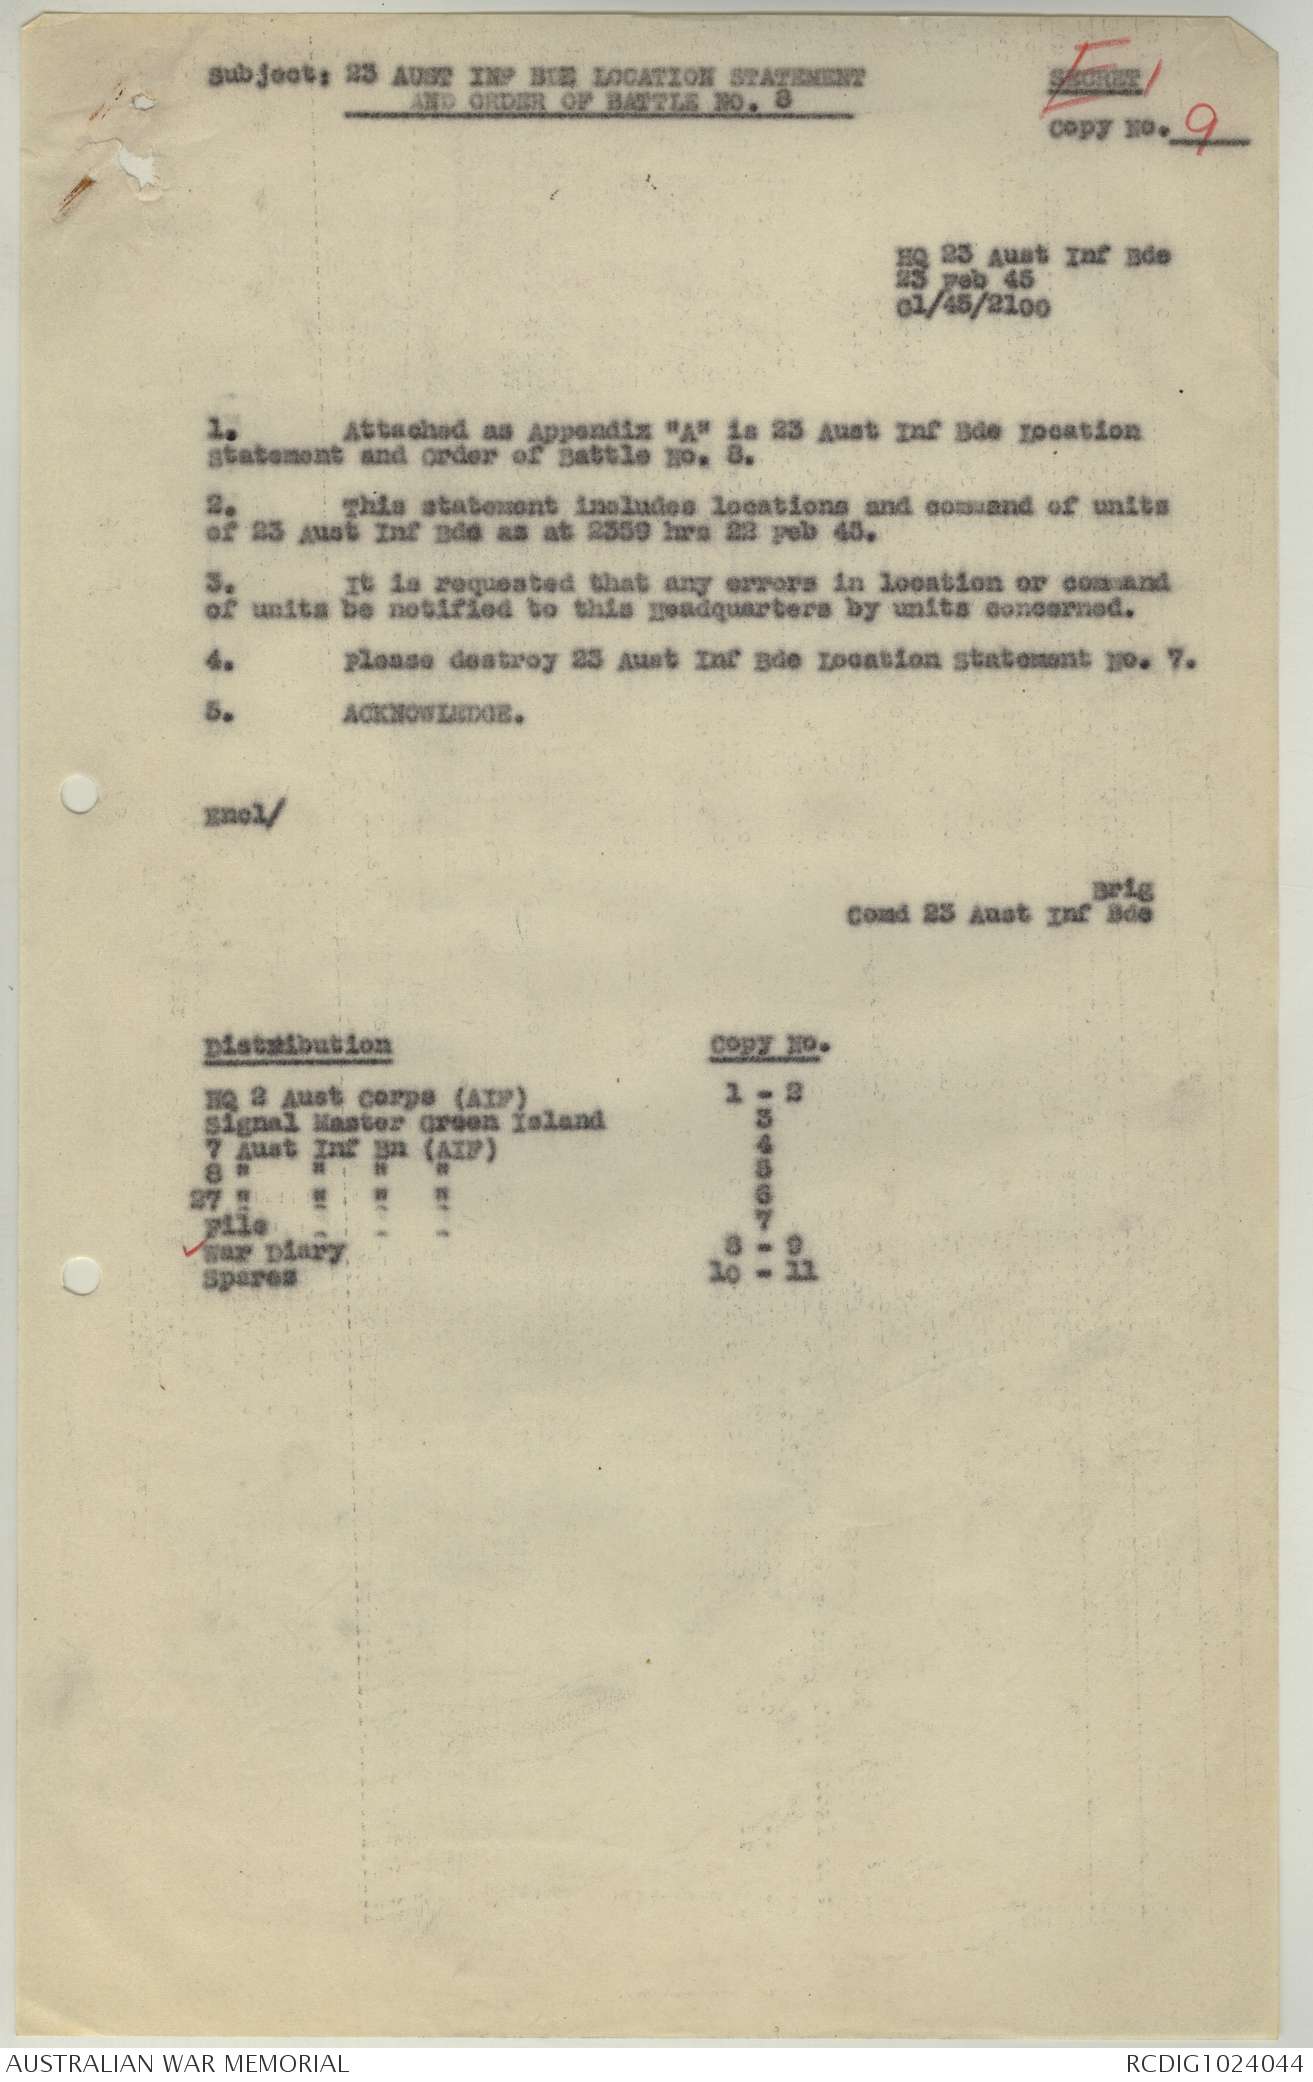 Subject: 23 AUST INF BDE LOCATION STATEMENT
AND ORDER OF BATTLE NO. 8
SECRET
E1
Copy No. 9
HQ 23 Aust Inf Bde
23 Feb 45
G1/45/2100
1. Attached as Appendix "A" is 23 Aust Inf Bde Location
Statement and Order of Battle No. 8.
2. This statement includes locations and command of units
of 23 Aust Inf Bde as at 2359 hrs 22 Feb 45.
3. It is requested that any errors in location or command
of units be notified to this Headquarters by units concerned.
4. Please destroy 23 Aust Inf Bde Location Statement No. 7.
5. ACKNOWLEDGE.
Encl/
Brig
Comd 23 Aust Inf Bde
Distribution Copy No.
HQ 2 Aust Corps (AIF) 1 - 2
Signal Master Green Island 3
7 Aust Inf Bn (AIF) 4
8 " " " " 5
27 " " " " 6
File 7
War Diary 8 - 9
Spares 10 - 11
AUSTRALIAN WAR MEMORIAL RCDIG1024044